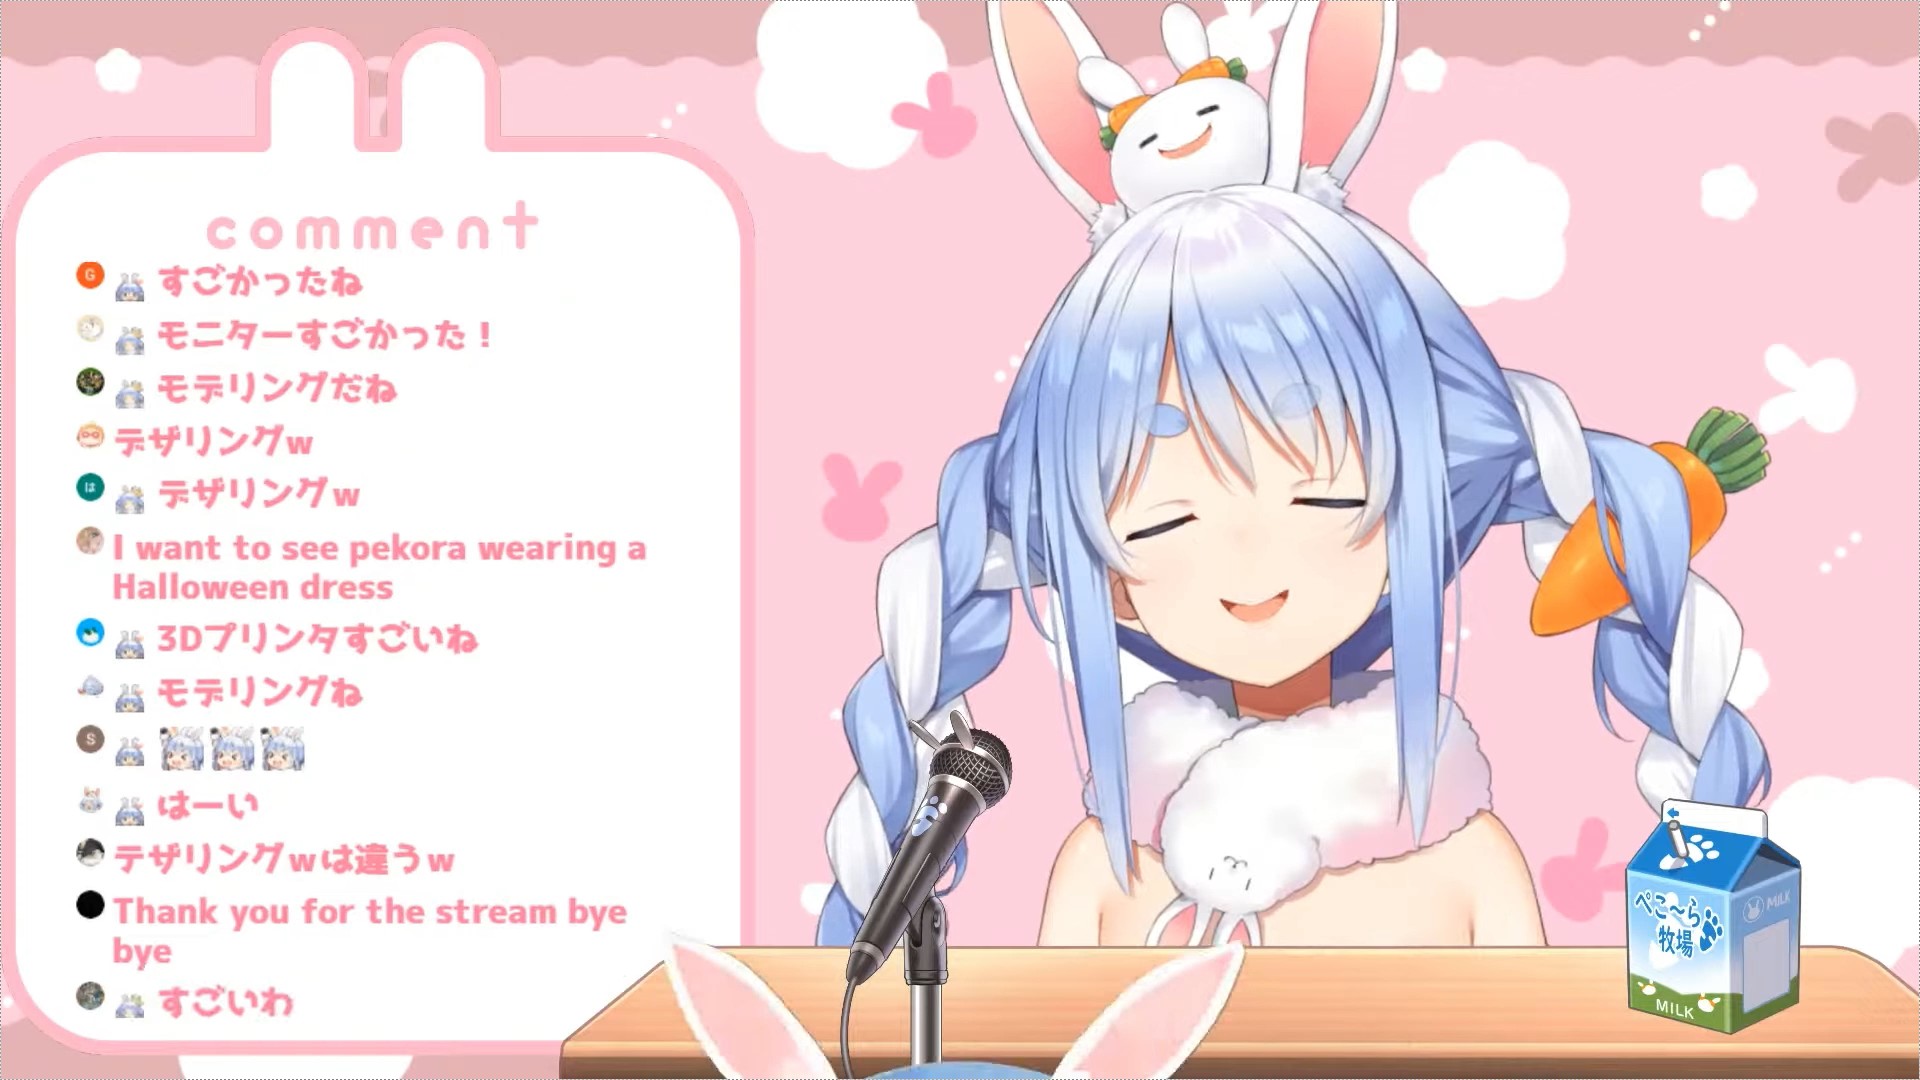 comment
G
すごかったね
モニターすごかった！
モデリングだね
デザリングw
は
デザリングw
I want to see pekora wearing a
Halloween dress
3Dプリンタすごいね
モデリングね
S
はーい
テザリングwは違うw
Thank you for the stream bye
bye
すごいわ
MILK
ぺこ〜ら
牧場
MILK